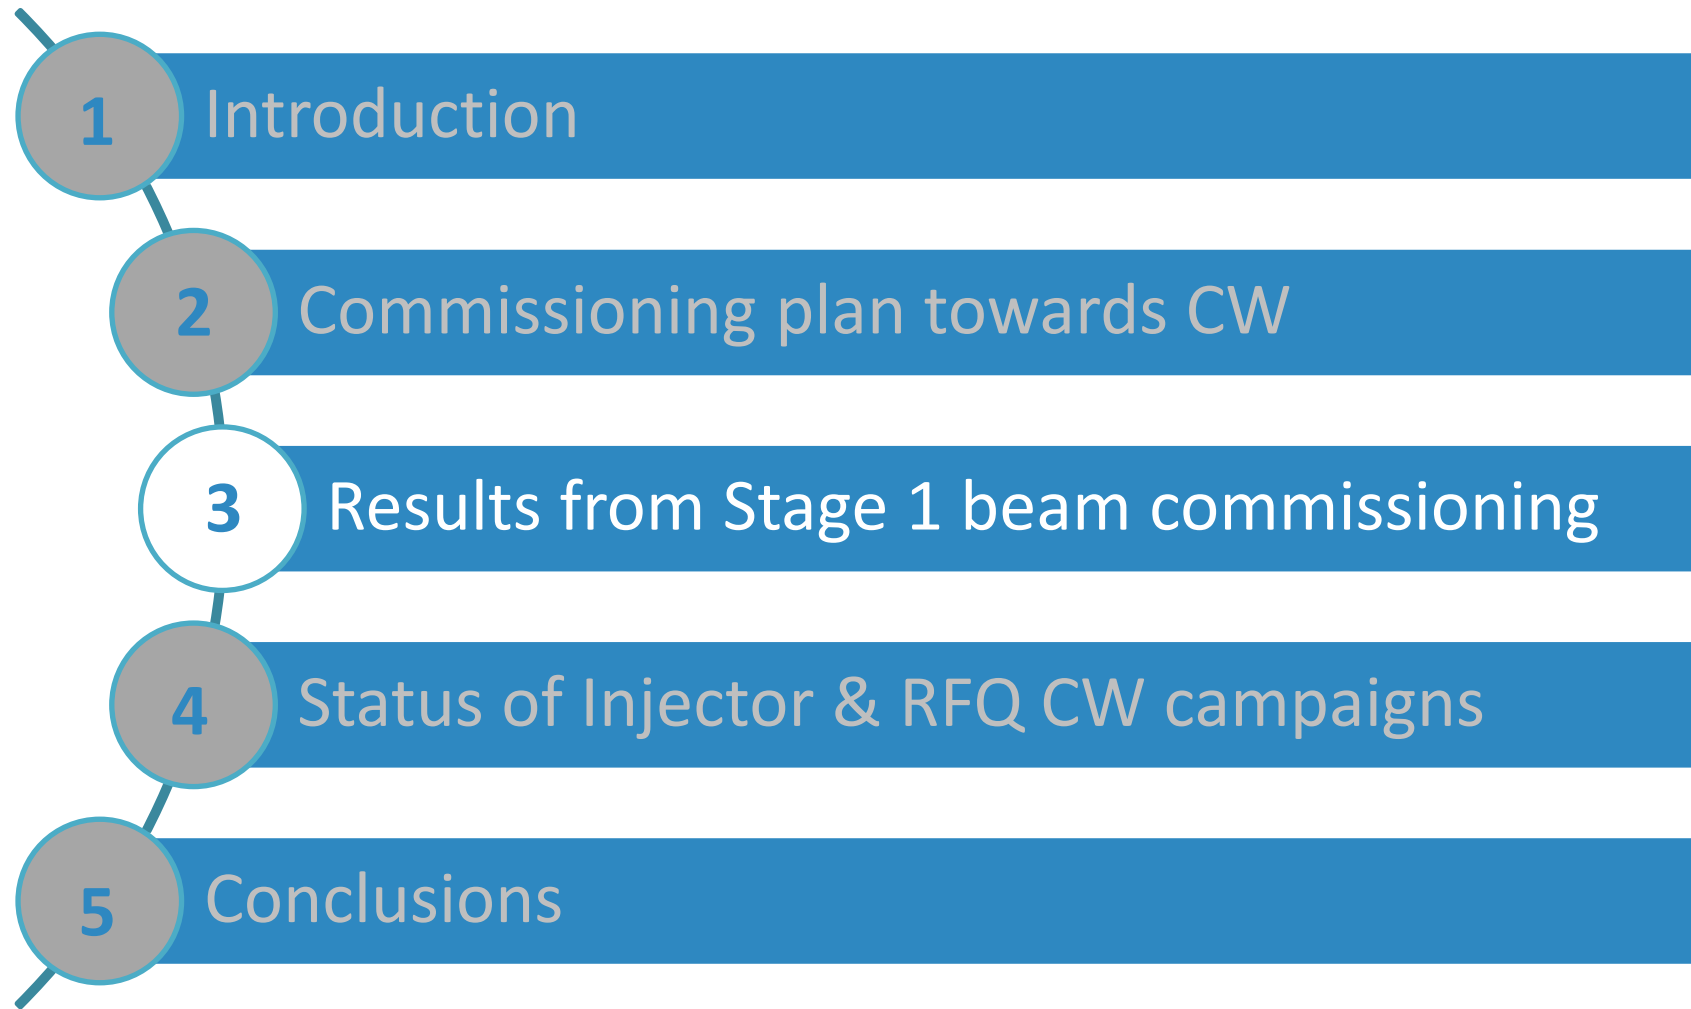 1 Introduction
2 Commissioning plan towards CW
3 Results from Stage 1 beam commissioning
4 Status of Injector & RFQ CW campaigns
5 Conclusions